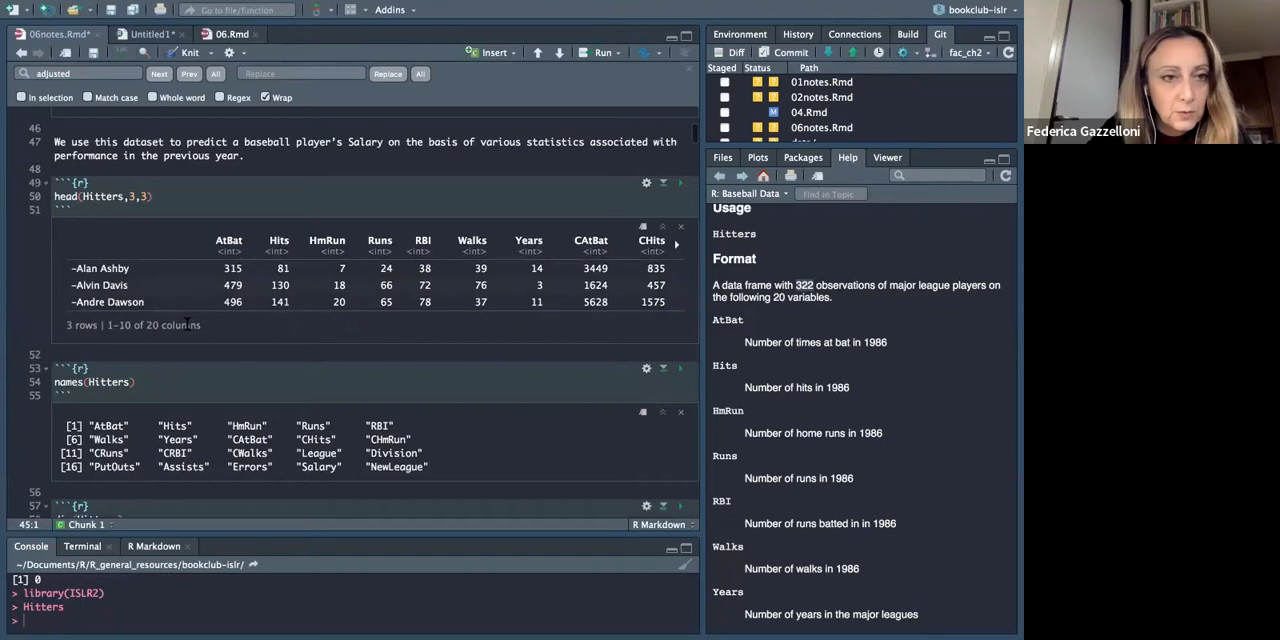 Go to file/function
Addins
bookclub-islr
06notes.Rmd*
Untitled1*
06.Rmd
Knit
Insert
Run
adjusted
Next
Prev
All
Replace
Replace
All
In selection
Match case
Whole word
Regex
Wrap
46
47 We use this dataset to predict a baseball player's Salary on the basis of various statistics associated with
performance in the previous year.
48
49 ```{r}
50 head(Hitters,3,3)
51 ```
AtBat Hits HmRun Runs RBI Walks Years CAtBat CHits
<int> <int> <int> <int> <int> <int> <int> <int> <int>
-Alan Ashby 315 81 7 24 38 39 14 3449 835
-Alvin Davis 479 130 18 66 72 76 3 1624 457
-Andre Dawson 496 141 20 65 78 37 11 5628 1575
3 rows | 1-10 of 20 columns
52
53 ```{r}
54 names(Hitters)
55 ```
[1] "AtBat" "Hits" "HmRun" "Runs" "RBI"
[6] "Walks" "Years" "CAtBat" "CHits" "CHmRun"
[11] "CRuns" "CRBI" "CWalks" "League" "Division"
[16] "PutOuts" "Assists" "Errors" "Salary" "NewLeague"
56
57 ```{r}
45:1 Chunk 1
R Markdown
Console Terminal R Markdown
~/Documents/R/R_general_resources/bookclub-islr/
[1] 0
> library(ISLR2)
> Hitters
>
Environment History Connections Build Git
Diff Commit fac_ch2
Staged Status Path
01notes.Rmd
02notes.Rmd
M 04.Rmd
06notes.Rmd
Files Plots Packages Help Viewer
R: Baseball Data Find in Topic
Usage
Hitters
Format
A data frame with 322 observations of major league players on
the following 20 variables.
AtBat
Number of times at bat in 1986
Hits
Number of hits in 1986
HmRun
Number of home runs in 1986
Runs
Number of runs in 1986
RBI
Number of runs batted in in 1986
Walks
Number of walks in 1986
Years
Number of years in the major leagues
Federica Gazzelloni